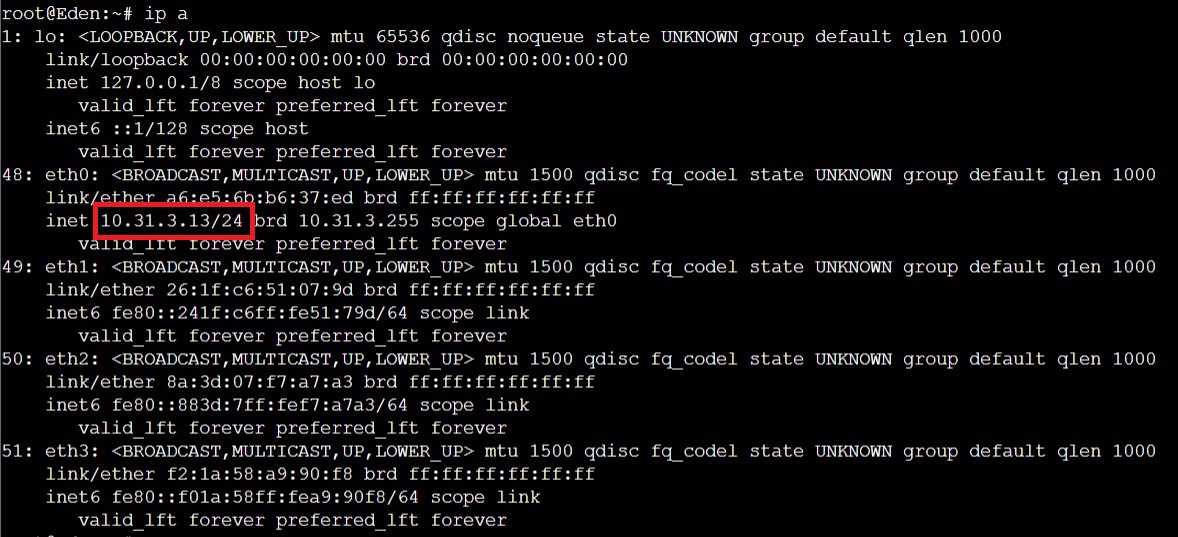 root@Eden:~# ip a
1: lo: <LOOPBACK,UP,LOWER_UP> mtu 65536 qdisc noqueue state UNKNOWN group default qlen 1000
    link/loopback 00:00:00:00:00:00 brd 00:00:00:00:00:00
    inet 127.0.0.1/8 scope host lo
       valid_lft forever preferred_lft forever
    inet6 ::1/128 scope host
       valid_lft forever preferred_lft forever
48: eth0: <BROADCAST,MULTICAST,UP,LOWER_UP> mtu 1500 qdisc fq_codel state UNKNOWN group default qlen 1000
    link/ether a6:e5:6b:b6:37:ed brd ff:ff:ff:ff:ff:ff
    inet 10.31.3.13/24 brd 10.31.3.255 scope global eth0
       valid_lft forever preferred_lft forever
49: eth1: <BROADCAST,MULTICAST,UP,LOWER_UP> mtu 1500 qdisc fq_codel state UNKNOWN group default qlen 1000
    link/ether 26:1f:c6:51:07:9d brd ff:ff:ff:ff:ff:ff
    inet6 fe80::241f:c6ff:fe51:79d/64 scope link
       valid_lft forever preferred_lft forever
50: eth2: <BROADCAST,MULTICAST,UP,LOWER_UP> mtu 1500 qdisc fq_codel state UNKNOWN group default qlen 1000
    link/ether 8a:3d:07:f7:a7:a3 brd ff:ff:ff:ff:ff:ff
    inet6 fe80::883d:7ff:fef7:a7a3/64 scope link
       valid_lft forever preferred_lft forever
51: eth3: <BROADCAST,MULTICAST,UP,LOWER_UP> mtu 1500 qdisc fq_codel state UNKNOWN group default qlen 1000
    link/ether f2:1a:58:a9:90:f8 brd ff:ff:ff:ff:ff:ff
    inet6 fe80::f01a:58ff:fea9:90f8/64 scope link
       valid_lft forever preferred_lft forever